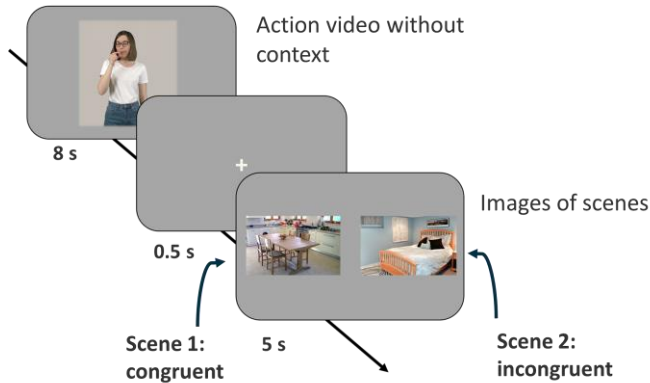 Action video without
context
8 s
+
0.5 s
Images of scenes
Scene 1:
congruent
5 s
Scene 2:
incongruent